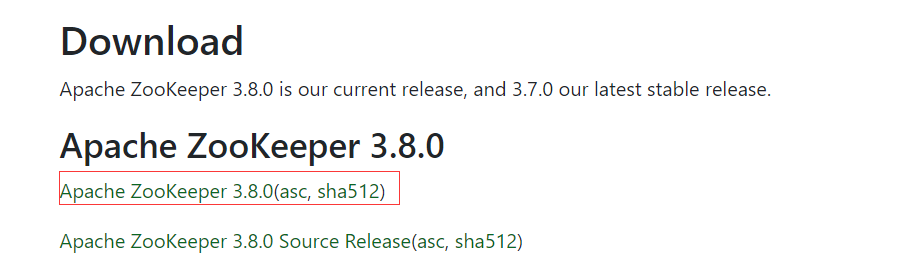 Download
Apache ZooKeeper 3.8.0 is our current release, and 3.7.0 our latest stable release.
Apache ZooKeeper 3.8.0
Apache ZooKeeper 3.8.0(asc, sha512)
Apache ZooKeeper 3.8.0 Source Release(asc, sha512)